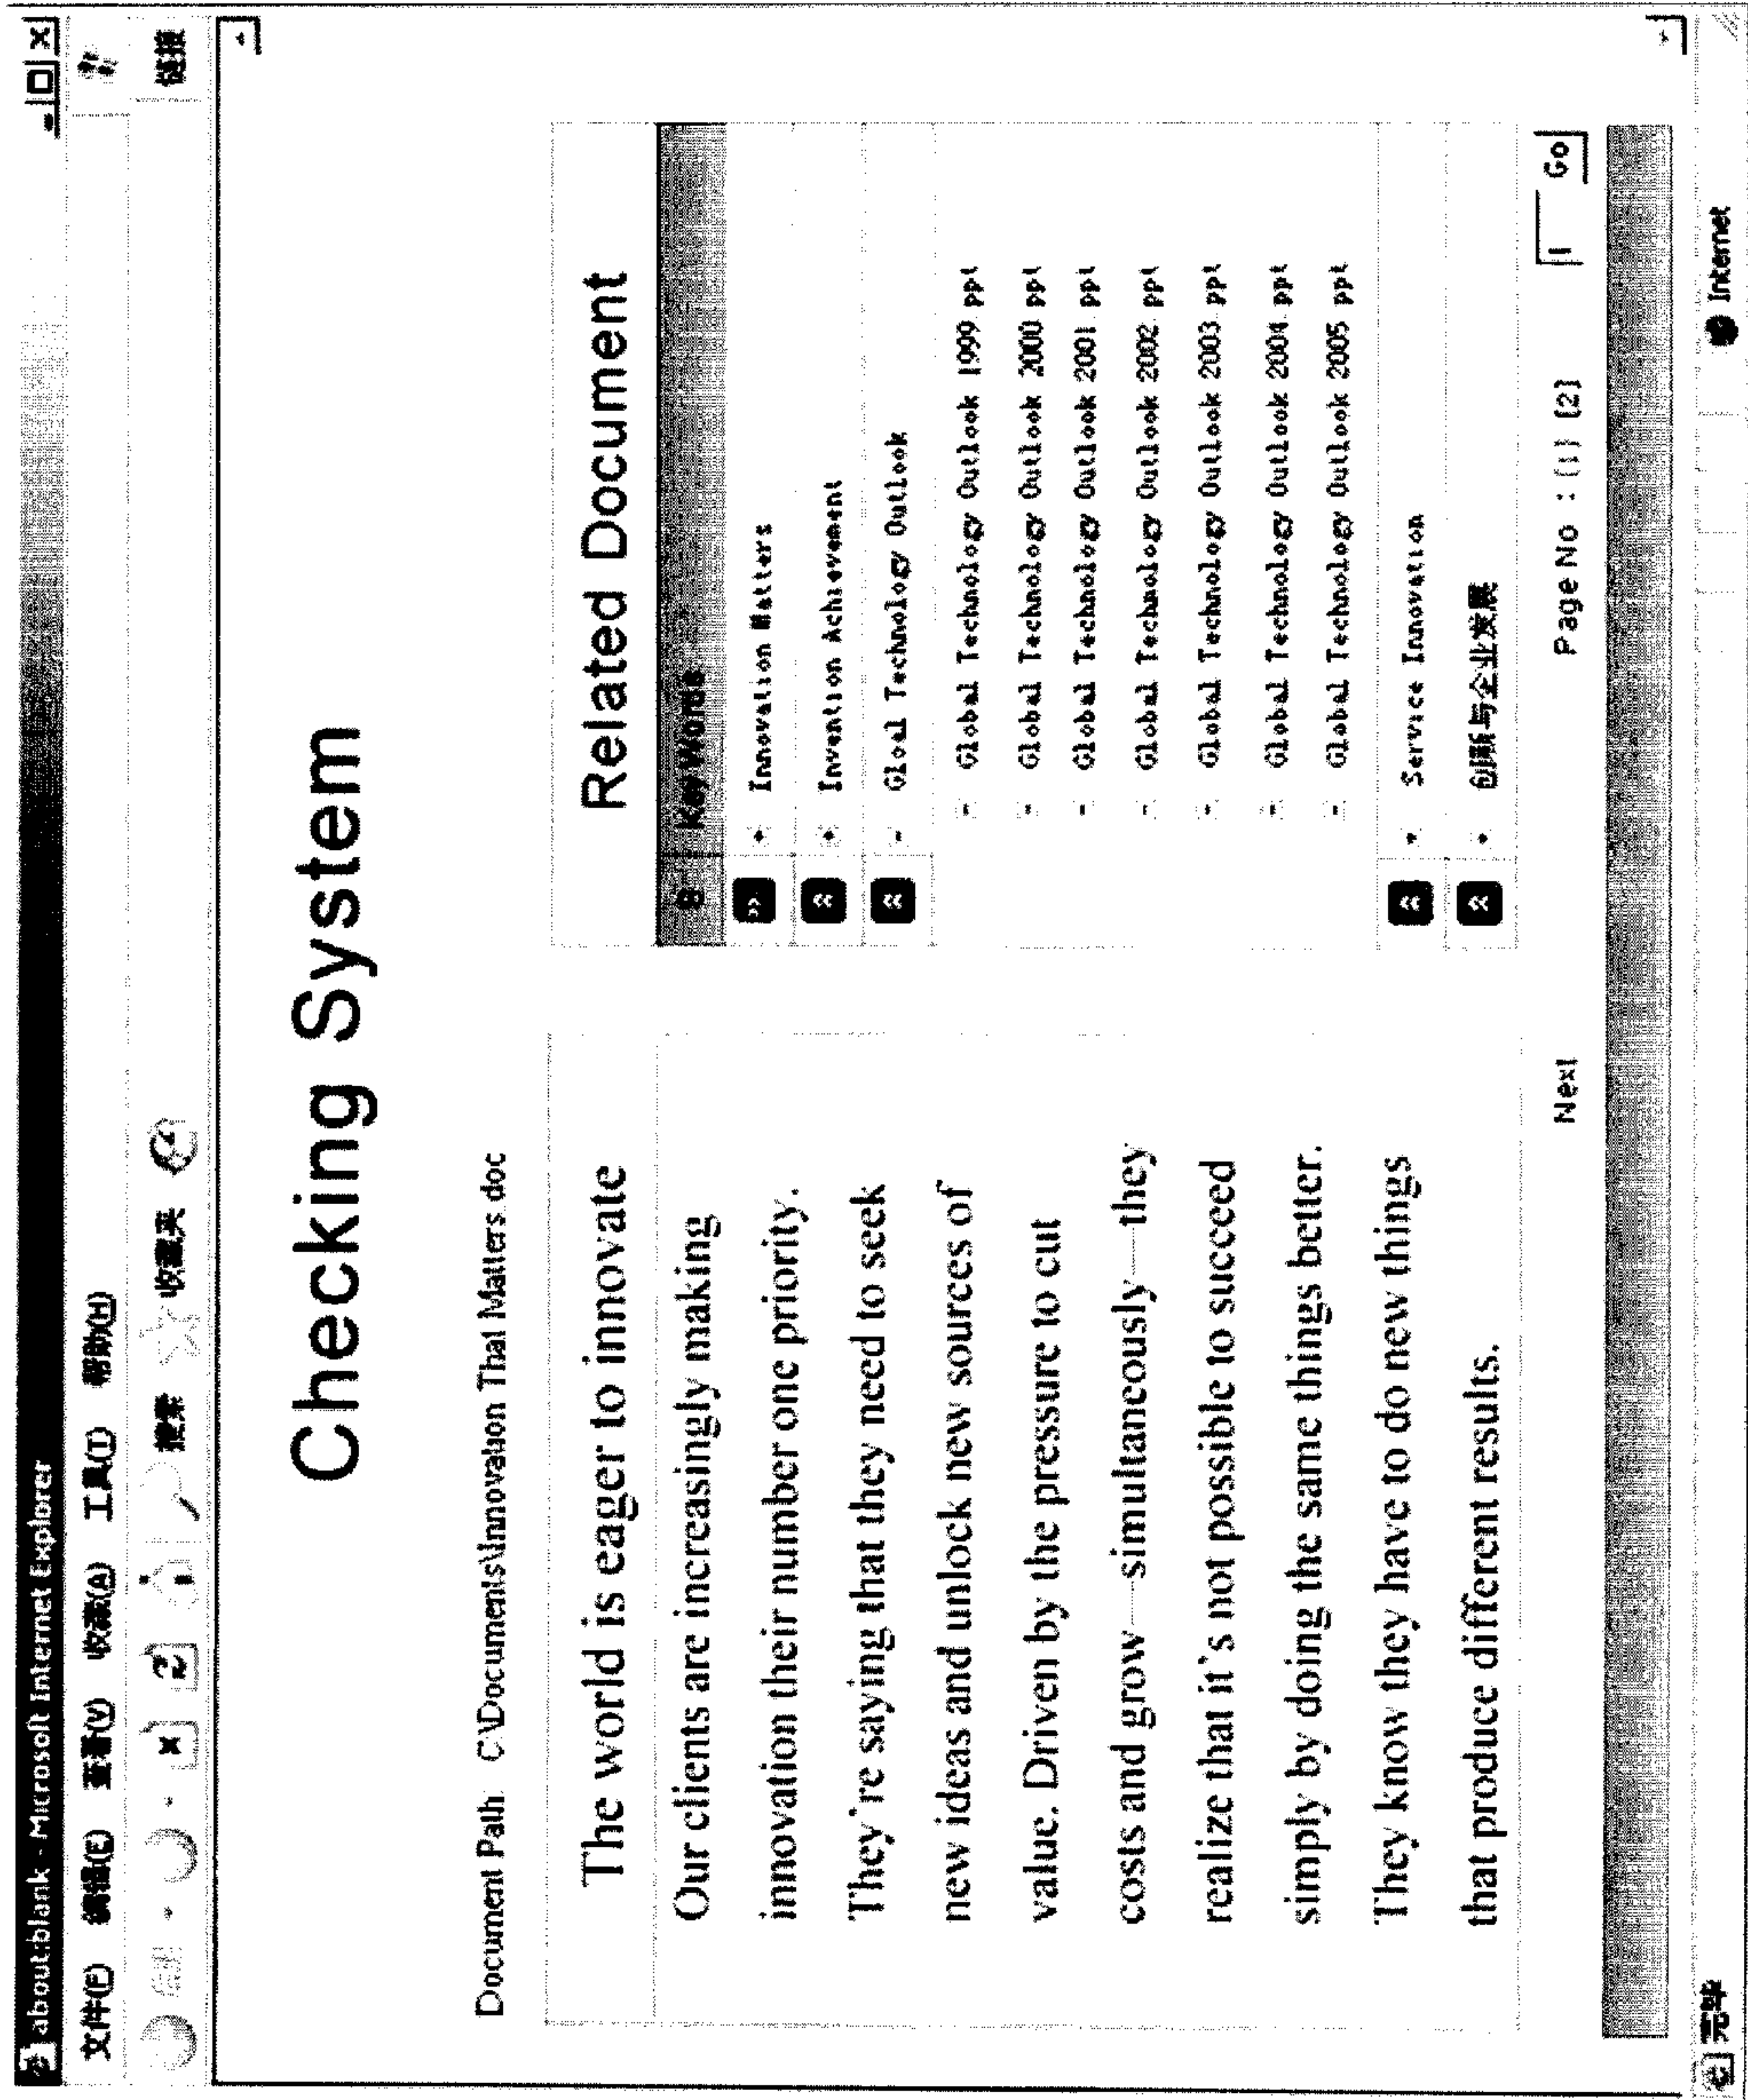 about:blank - Microsoft Internet Explorer
文件(F) 编辑(E) 查看(V) 收藏(A) 工具(T) 帮助(H)
搜索 收藏夹 链接
Checking System
Document Path: C:\Documents\Innovation That Matters.doc
The world is eager to innovate
Our clients are increasingly making
innovation their number one priority.
They're saying that they need to seek
new ideas and unlock new sources of
value. Driven by the pressure to cut
costs and grow—simultaneously—they
realize that it's not possible to succeed
simply by doing the same things better.
They know they have to do new things
that produce different results.
Next
Related Document
Key Words
+ Innovation Matters
+ Invention Achievement
- Gloal Technology Outlook
- Global Technology Outlook 1999.ppt
- Global Technology Outlook 2000.ppt
- Global Technology Outlook 2001.ppt
- Global Technology Outlook 2002.ppt
- Global Technology Outlook 2003.ppt
- Global Technology Outlook 2004.ppt
- Global Technology Outlook 2005.ppt
+ Service Innovation
+ 创新与企业发展
Page No : [1] [2] 1 Go
完毕 Internet